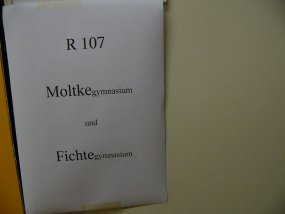 R 107
Moltkegymnasium
und
Fichtegymnasium